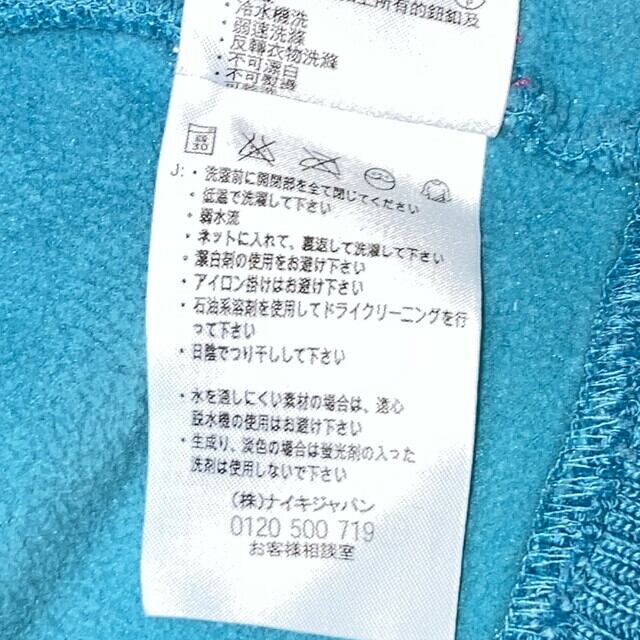 所有的鈕釦及
・冷水機洗
・弱速洗滌
・反轉衣物洗滌
・不可漂白
・不可熨燙
弱
30
J:・洗濯前に開閉部を全て閉じてください
・低温で洗濯して下さい
・弱水流
・ネットに入れて、裏返して洗濯して下さい
・漂白剤の使用をお避け下さい
・アイロン掛けはお避け下さい
・石油系溶剤を使用してドライクリーニングを行
って下さい
・日陰でつり干しして下さい
・水を通しにくい素材の場合は、遠心
脱水機の使用はお避け下さい
・生成り、淡色の場合は蛍光剤の入った
洗剤は使用しないで下さい
(株)ナイキジャパン
0120 500 719
お客様相談室